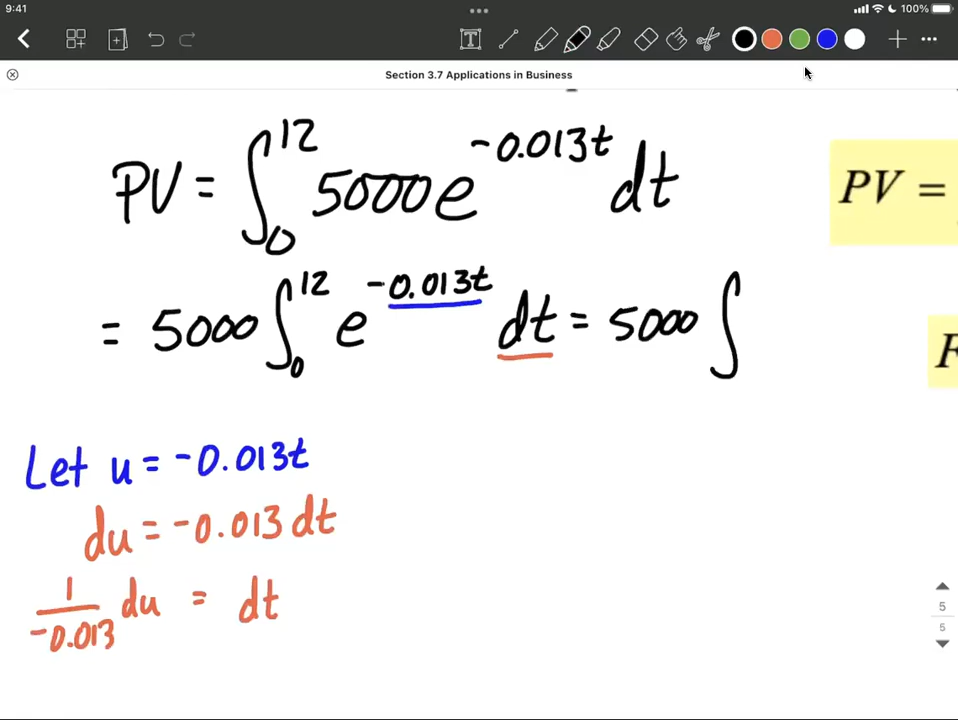 9:41 100%
Section 3.7 Applications in Business
PV = ∫₀¹² 5000e^(-0.013t) dt
PV =
= 5000 ∫₀¹² e^(-0.013t) dt = 5000 ∫
Let u = -0.013t
du = -0.013 dt
1/-0.013 du = dt
5
5